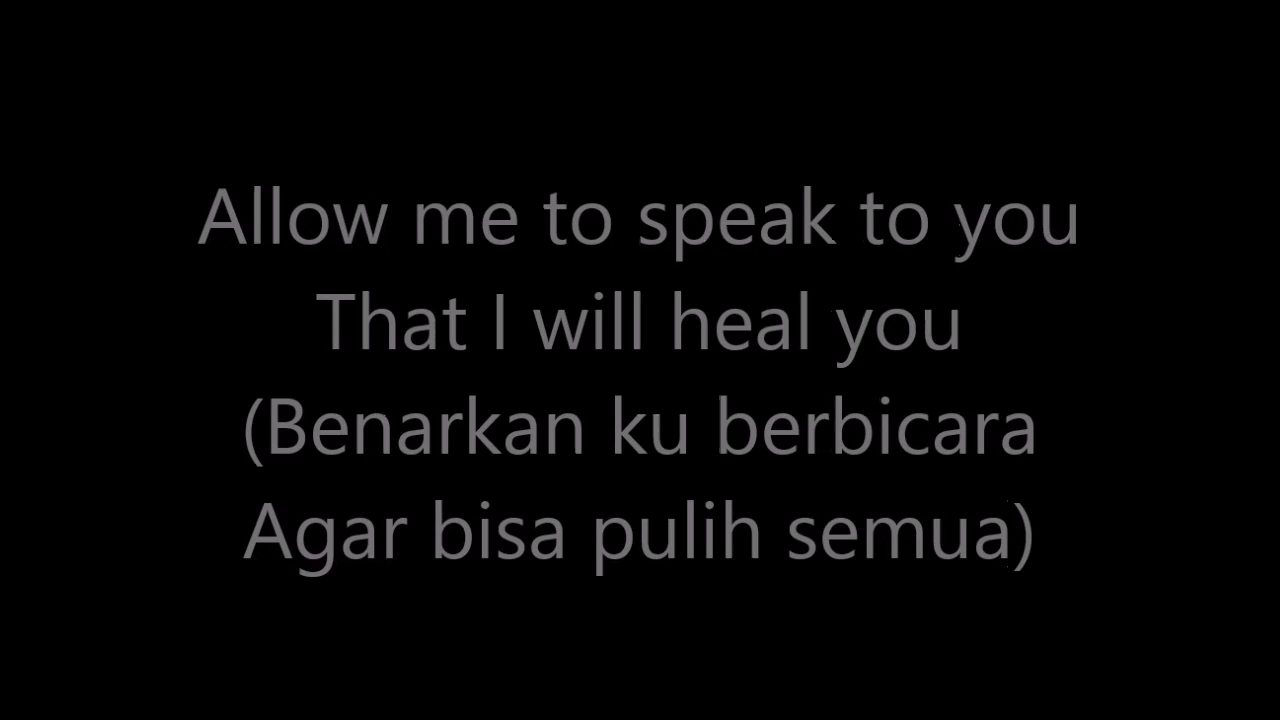 Allow me to speak to you
That I will heal you
(Benarkan ku berbicara
Agar bisa pulih semua)